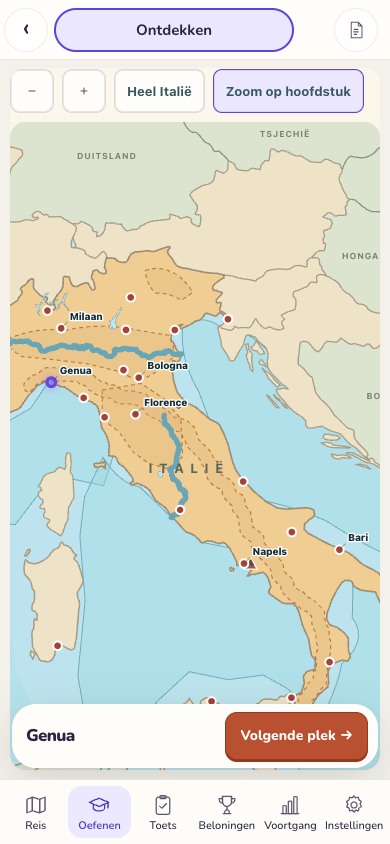 Ontdekken
− + Heel Italië Zoom op hoofdstuk
TSJECHIË
DUITSLAND
HONGA
Milaan
Bologna
Genua
BO
Florence
ITALIË
Bari
Napels
Genua
Volgende plek →
Reis Oefenen Toets Beloningen Voortgang Instellingen